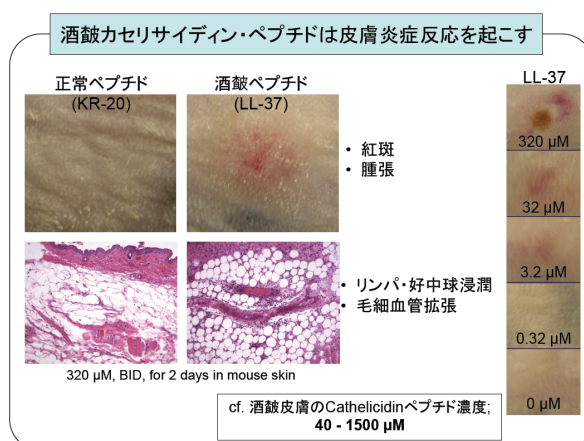 酒皶カセリサイディン・ペプチドは皮膚炎症反応を起こす
正常ペプチド
(KR-20)
酒皶ペプチド
(LL-37)
• 紅斑
• 腫張
• リンパ・好中球浸潤
• 毛細血管拡張
320 µM, BID, for 2 days in mouse skin
LL-37
320 µM
32 µM
3.2 µM
0.32 µM
0 µM
cf. 酒皶皮膚のCathelicidinペプチド濃度;
40 - 1500 µM